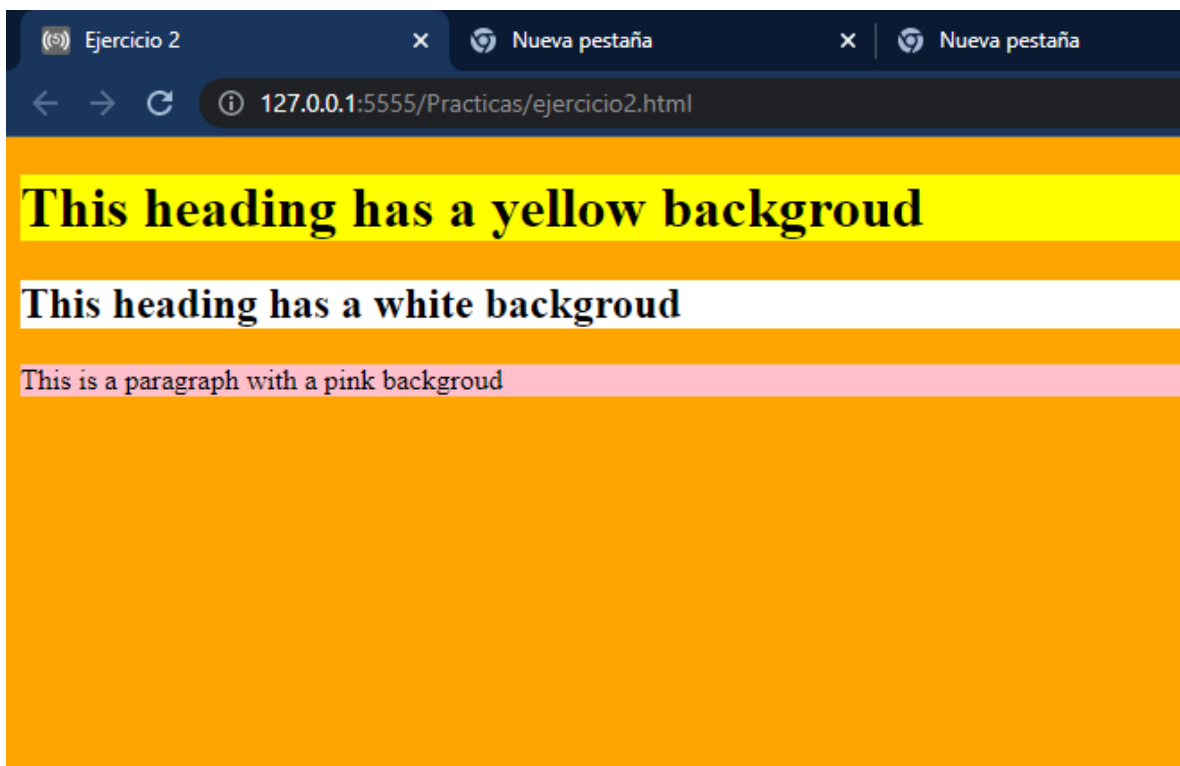 Ejercicio 2
Nueva pestaña
Nueva pestaña
127.0.0.1:5555/Practicas/ejercicio2.html
This heading has a yellow backgroud
This heading has a white backgroud
This is a paragraph with a pink backgroud